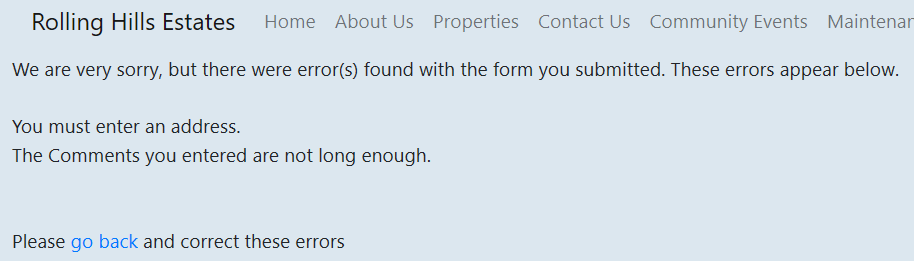 Rolling Hills Estates Home About Us Properties Contact Us Community Events
We are very sorry, but there were error(s) found with the form you submitted. These errors appear below.
You must enter an address.
The Comments you entered are not long enough.
Please go back and correct these errors